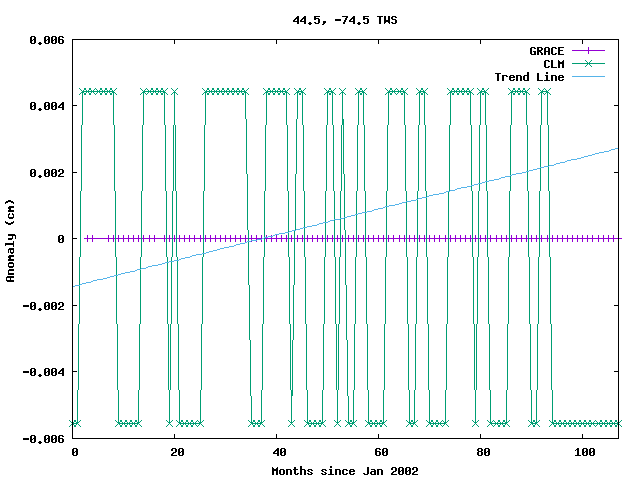 44.5, -74.5 TWS
GRACE
CLM
Trend Line
0.006
0.004
0.002
0
-0.002
-0.004
-0.006
Anomaly (cm)
0 20 40 60 80 100
Months since Jan 2002